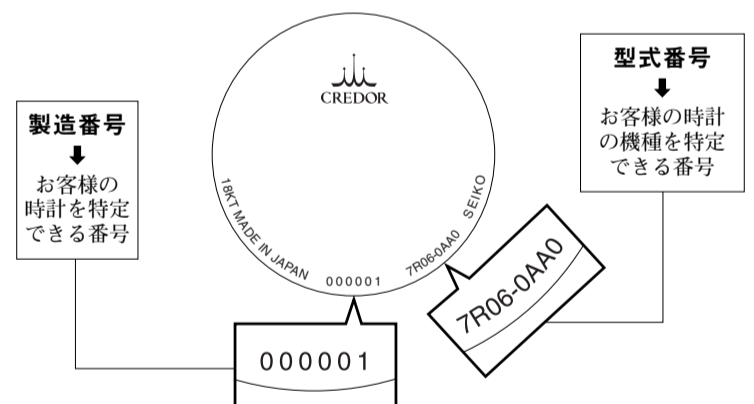 CREDOR
18KT MADE IN JAPAN
000001
7R06-0AA0
SEIKO
製造番号
お客様の
時計を特定
できる番号
型式番号
お客様の時計
の機種を特定
できる番号
000001
7R06-0AA0